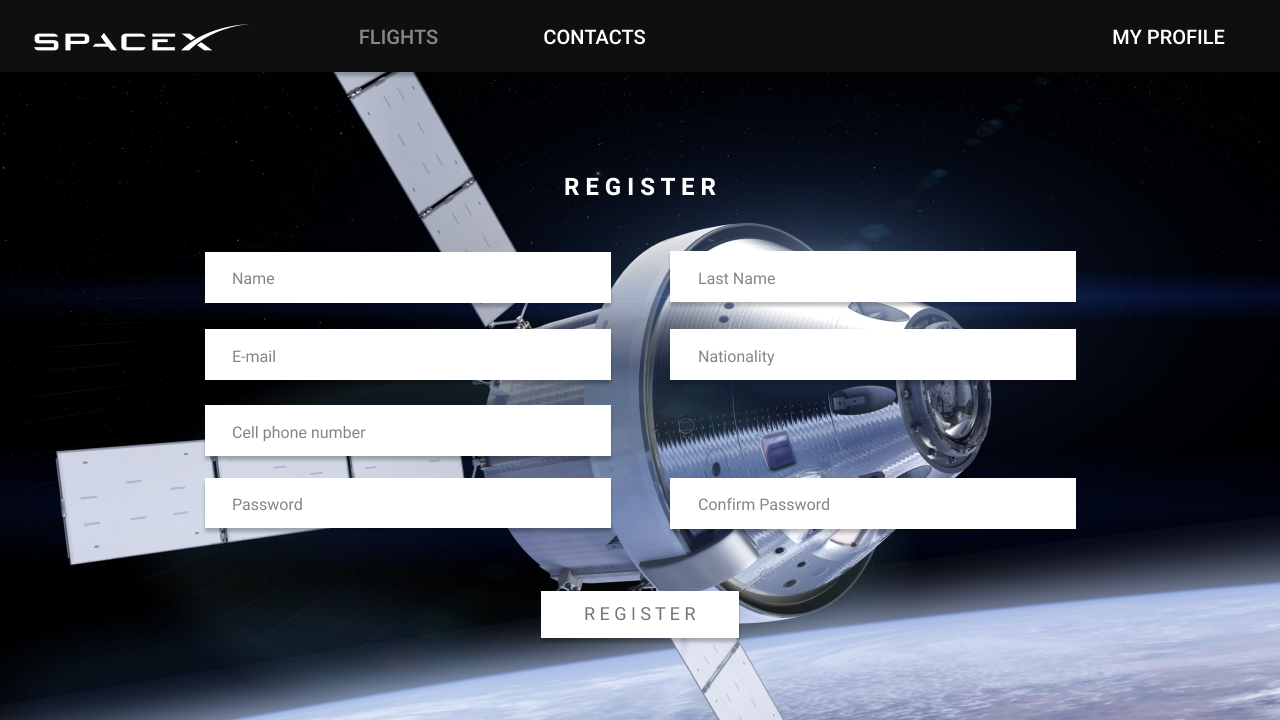 SPACEX FLIGHTS CONTACTS MY PROFILE
REGISTER
Name Last Name
E-mail Nationality
Cell phone number
Password Confirm Password
REGISTER